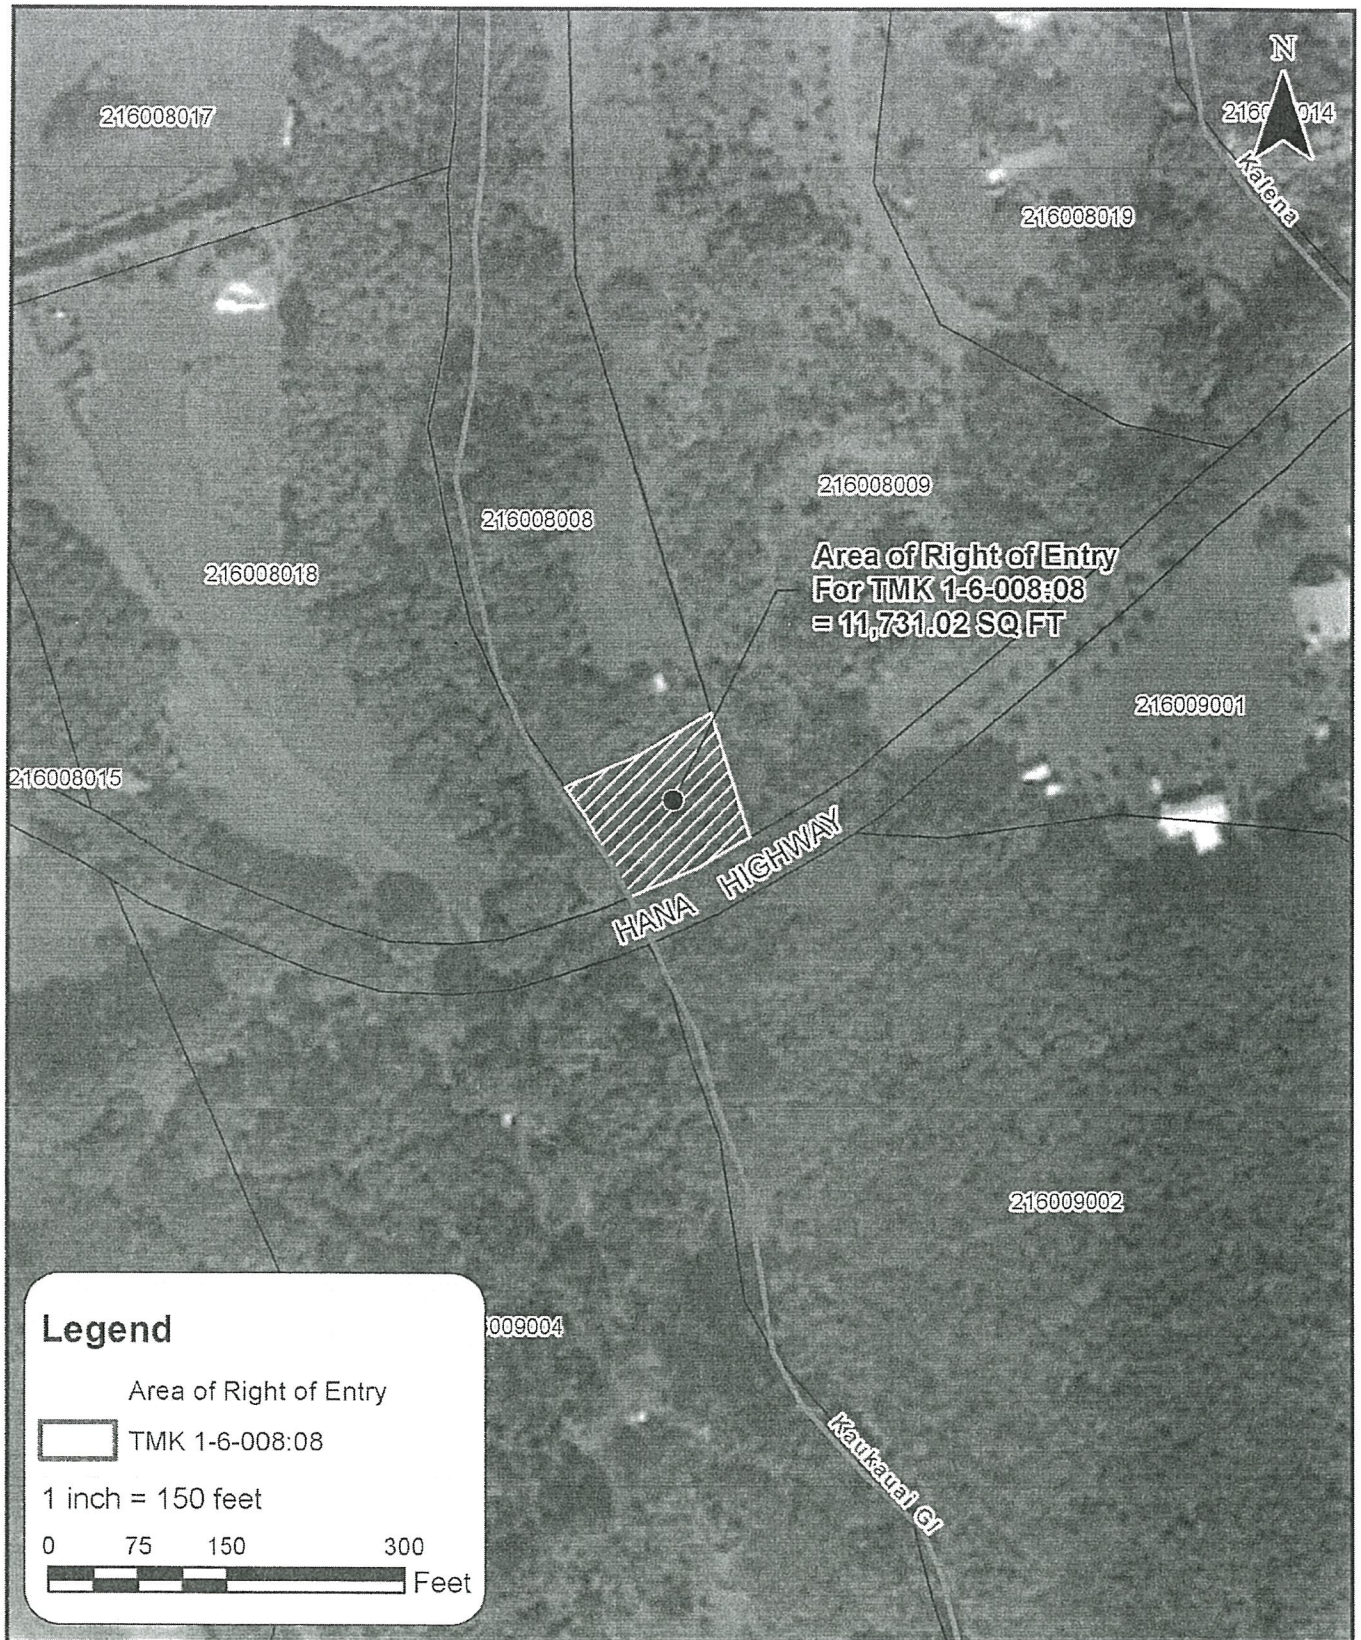 N
216008017
Kalena
216008019
216008009
216008008
Area of Right of Entry
For TMK 1-6-008:08
= 11,731.02 SQ FT
216008018
216009001
216008015
HANA HIGHWAY
216009002
009004
Kaukauai Gl
Legend
Area of Right of Entry
TMK 1-6-008:08
1 inch = 150 feet
0 75 150 300
Feet